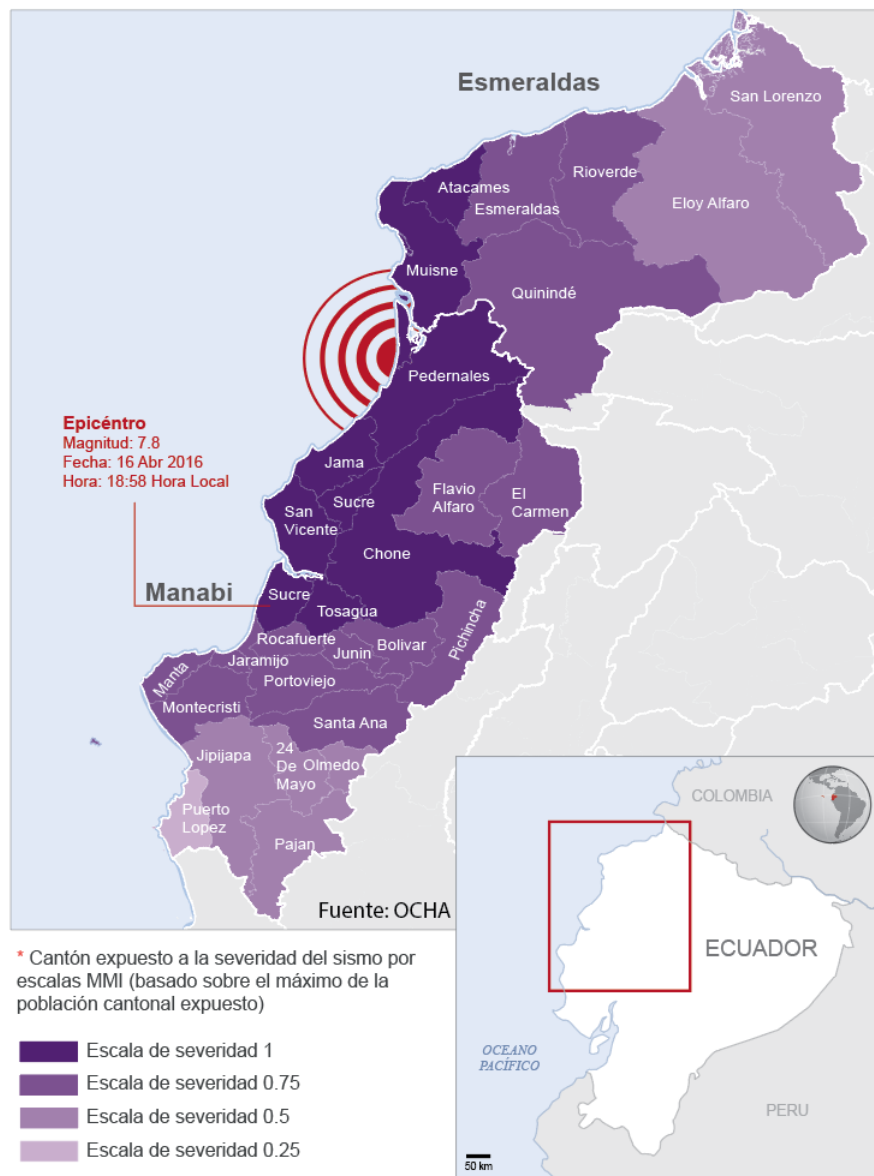 Esmeraldas
San Lorenzo
Rioverde
Atacames
Esmeraldas
Eloy Alfaro
Muisne
Quinindé
Pedernales
Epicéntro
Magnitud: 7.8
Fecha: 16 Abr 2016
Hora: 18:58 Hora Local
Jama
Sucre
Flavio
Alfaro
El
Carmen
San
Vicente
Chone
Manabi
Sucre
Tosagua
Rocafuerte
Bolivar
Pichincha
Junin
Jaramijo
Manta
Portoviejo
Montecristi
Santa Ana
Jipijapa
24
De
Mayo
Olmedo
Puerto
Lopez
Pajan
Fuente: OCHA
COLOMBIA
ECUADOR
OCEANO
PACÍFICO
PERU
50 km
* Cantón expuesto a la severidad del sismo por
escalas MMI (basado sobre el máximo de la
población cantonal expuesto)
Escala de severidad 1
Escala de severidad 0.75
Escala de severidad 0.5
Escala de severidad 0.25